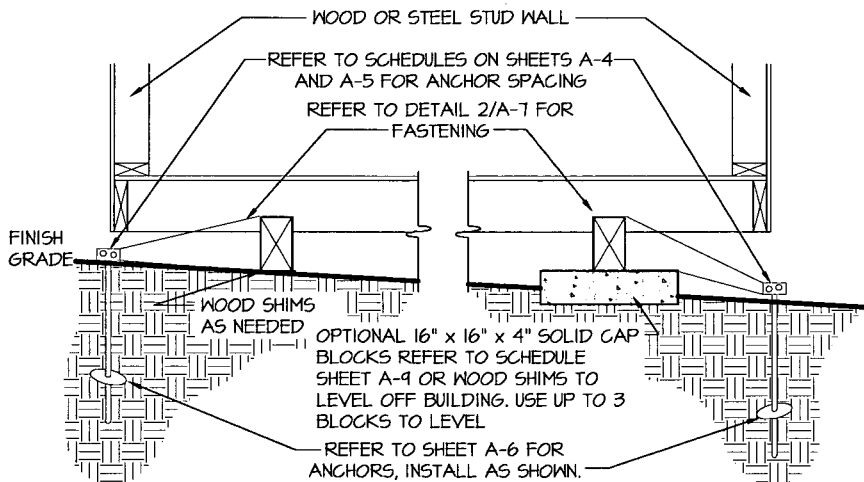 WOOD OR STEEL STUD WALL
REFER TO SCHEDULES ON SHEETS A-4
AND A-5 FOR ANCHOR SPACING
REFER TO DETAIL 2/A-7 FOR
FASTENING
FINISH
GRADE
WOOD SHIMS
AS NEEDED
OPTIONAL 16" x 16" x 4" SOLID CAP
BLOCKS REFER TO SCHEDULE
SHEET A-9 OR WOOD SHIMS TO
LEVEL OFF BUILDING. USE UP TO 3
BLOCKS TO LEVEL
REFER TO SHEET A-6 FOR
ANCHORS, INSTALL AS SHOWN.